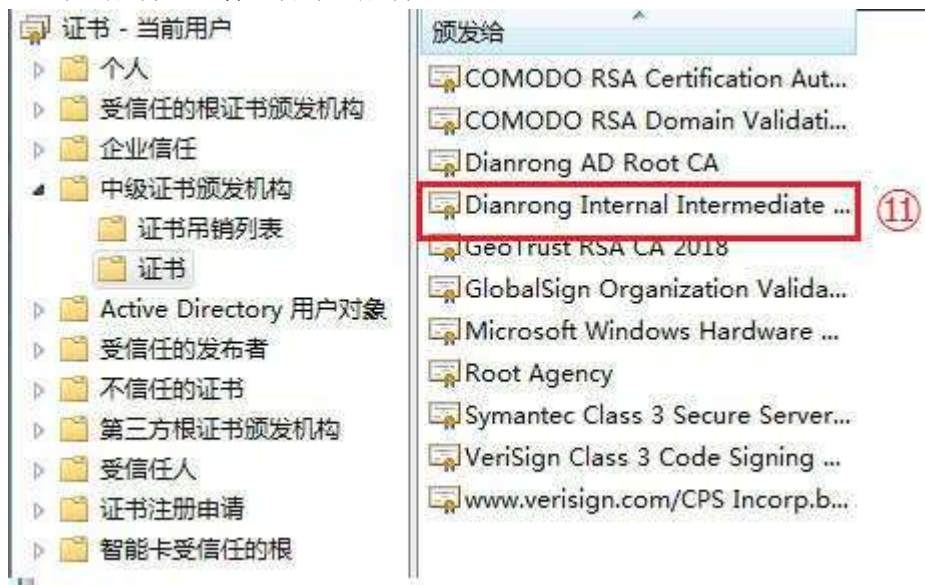 证书 - 当前用户
个人
受信任的根证书颁发机构
企业信任
中级证书颁发机构
证书吊销列表
证书
Active Directory 用户对象
受信任的发布者
不信任的证书
第三方根证书颁发机构
受信任人
证书注册申请
智能卡受信任的根
颁发给
COMODO RSA Certification Aut...
COMODO RSA Domain Validati...
Dianrong AD Root CA
Dianrong Internal Intermediate ...
⑪
GeoTrust RSA CA 2018
GlobalSign Organization Valida...
Microsoft Windows Hardware ...
Root Agency
Symantec Class 3 Secure Server...
VeriSign Class 3 Code Signing ...
www.verisign.com/CPS Incorp.b...